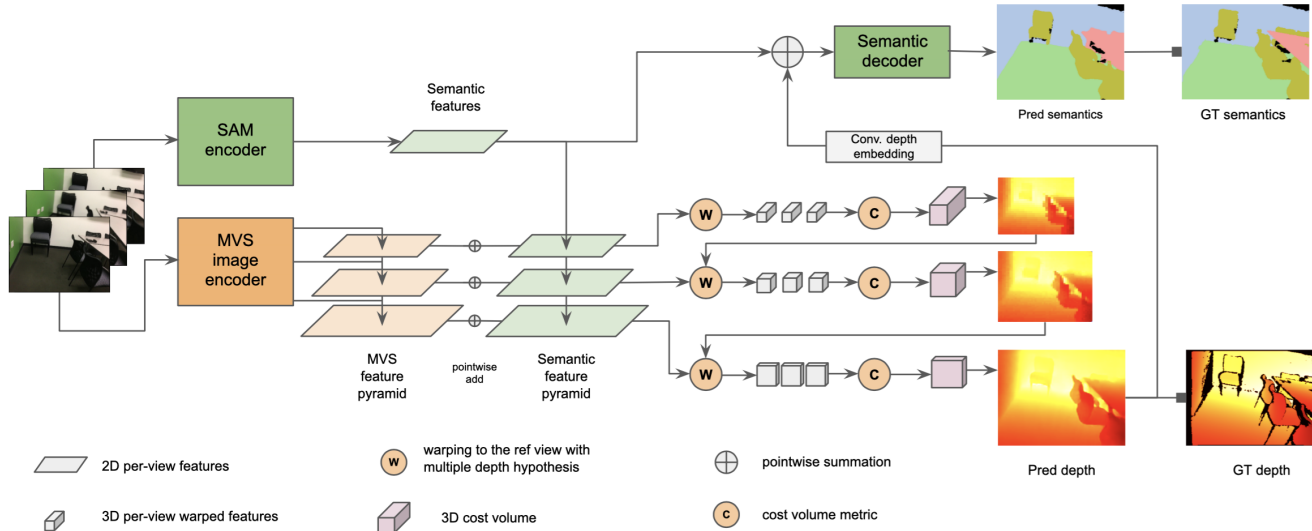 Semantic
decoder
Semantic
features
Pred semantics
GT semantics
SAM
encoder
Conv. depth
embedding
W
C
MVS
image
encoder
W
C
W
C
MVS
feature
pyramid
pointwise
add
Semantic
feature
pyramid
Pred depth
GT depth
2D per-view features
W
warping to the ref view with
multiple depth hypothesis
pointwise summation
3D per-view warped features
3D cost volume
C
cost volume metric